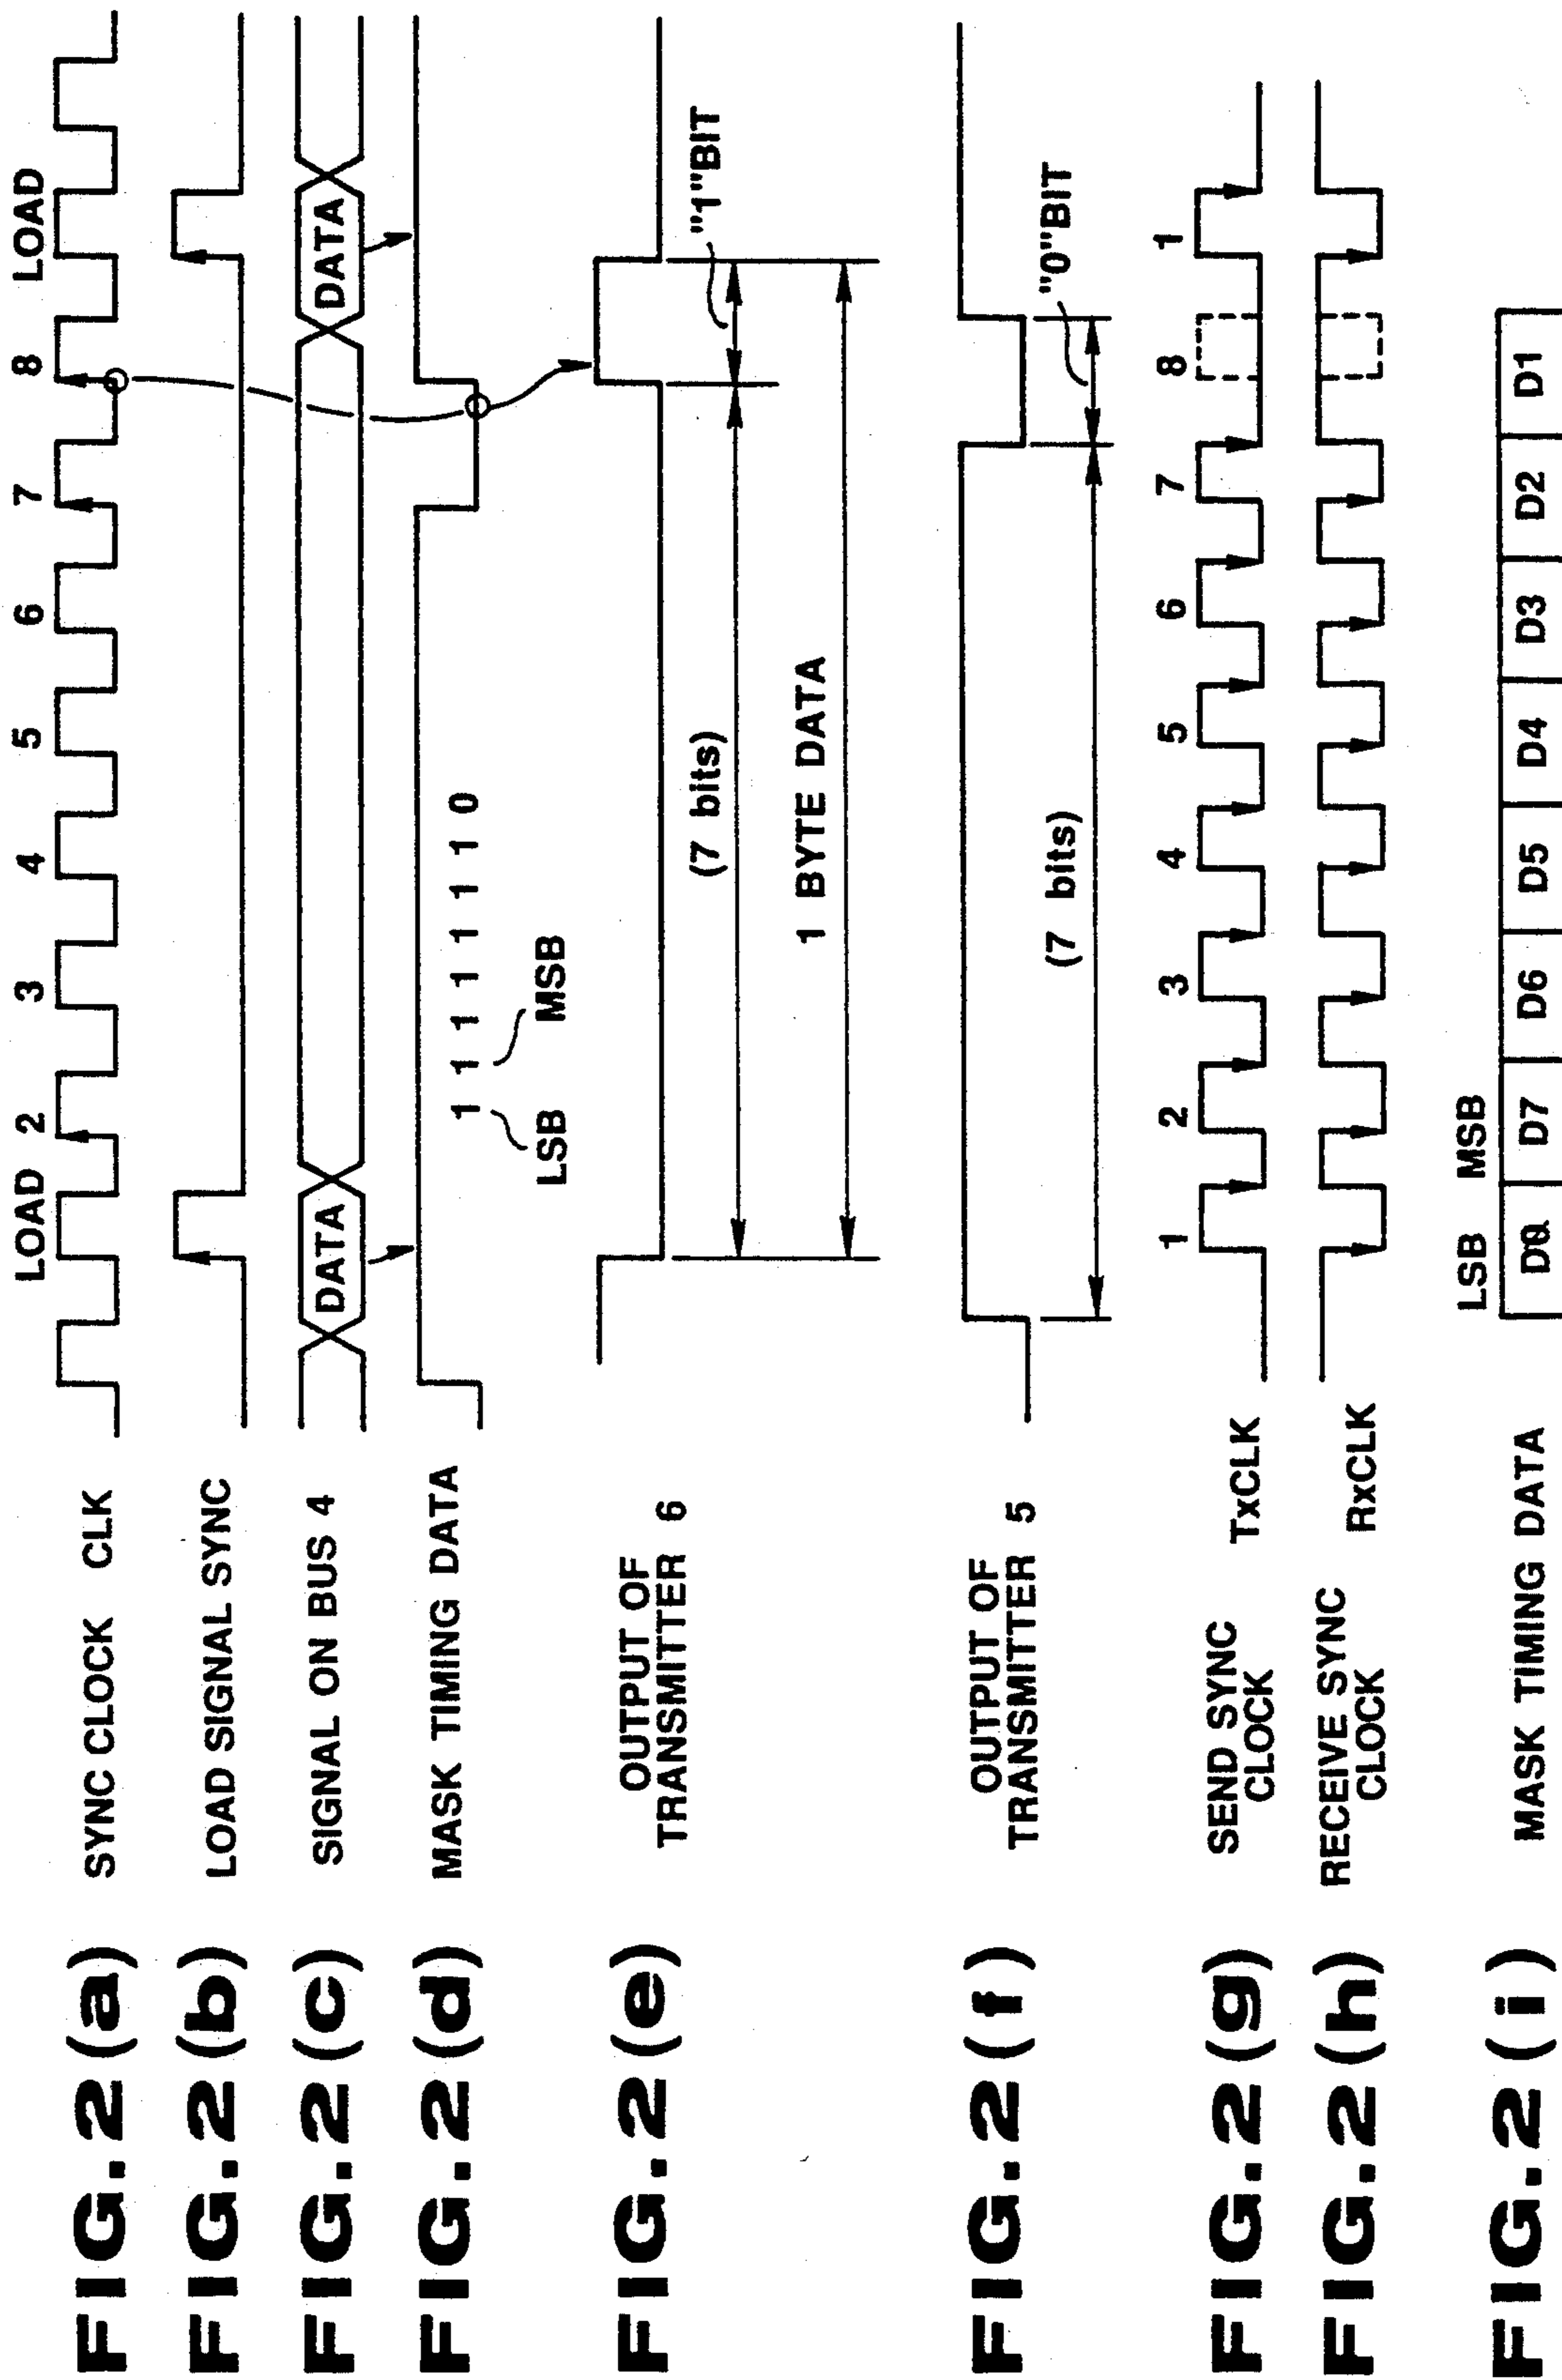 FIG.2(a) SYNC CLOCK CLK
LOAD 2 3 4 5 6 7 8 LOAD
FIG.2(b) LOAD SIGNAL SYNC
FIG.2(c) SIGNAL ON BUS 4
DATA DATA
FIG.2(d) MASK TIMING DATA
1 1 1 1 1 1 1 0
LSB MSB
FIG.2(e) OUTPUT OF
TRANSMITTER 6
(7 bits) "1"BIT
1 BYTE DATA
FIG.2(f) OUTPUT OF
TRANSMITTER 5
(7 bits) "0"BIT
1 2 3 4 5 6 7 8 1
FIG.2(g) SEND SYNC
CLOCK TxCLK
FIG.2(h) RECEIVE SYNC
CLOCK RxCLK
LSB MSB
FIG.2(i) MASK TIMING DATA
D0 D7 D6 D5 D4 D3 D2 D1